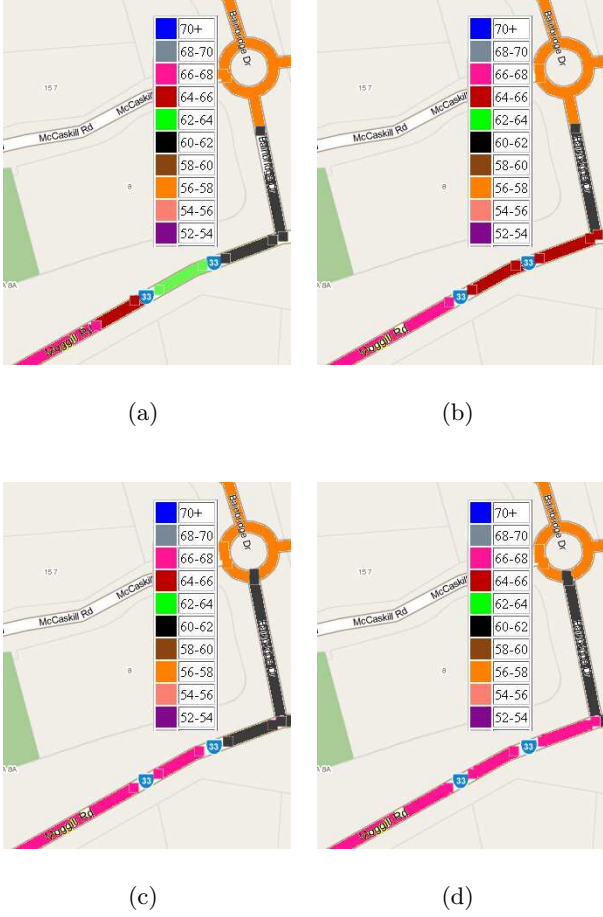 70+
68-70
66-68
64-66
62-64
60-62
58-60
56-58
54-56
52-54
Bainbridge Dr
157
McCaskill Rd
McCaskill
8
33
33
(a)
70+
68-70
66-68
64-66
62-64
60-62
58-60
56-58
54-56
52-54
Bainbridge Dr
157
McCaskill Rd
McCaskill
8
33
33
Rd
(b)
70+
68-70
66-68
64-66
62-64
60-62
58-60
56-58
54-56
52-54
Bainbridge Dr
157
McCaskill Rd
McCaskill
8
33
33
Rd
(c)
70+
68-70
66-68
64-66
62-64
60-62
58-60
56-58
54-56
52-54
Bainbridge Dr
157
McCaskill Rd
McCaskill
8
33
33
Rd
(d)